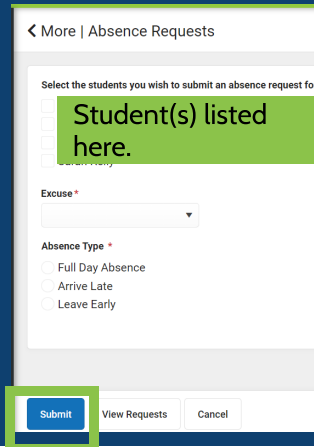 More | Absence Requests
Select the students you wish to submit an absence request fo
Student(s) listed
here.
Excuse *
Absence Type *
Full Day Absence
Arrive Late
Leave Early
Submit View Requests Cancel